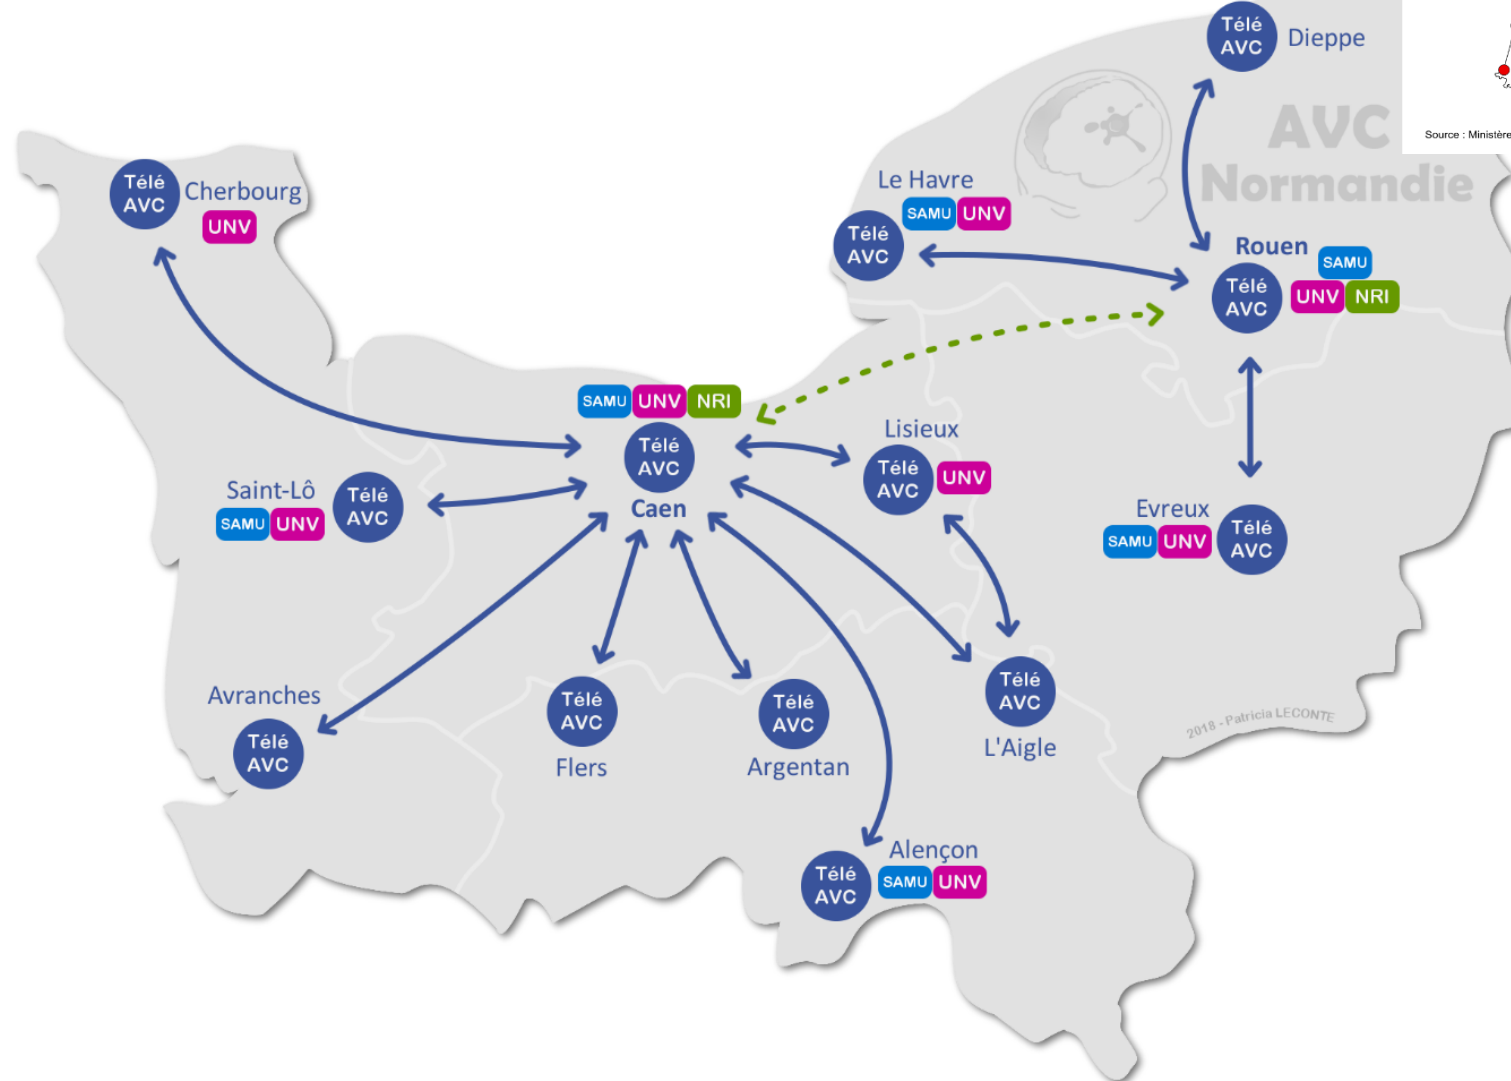 Télé
AVC
Dieppe
Source : Ministère
AVC
Normandie
Télé
AVC
Cherbourg
UNV
Le Havre
SAMU UNV
Télé
AVC
Rouen
SAMU
Télé
AVC
UNV NRI
SAMU UNV NRI
Télé
AVC
Caen
Lisieux
Télé
AVC
UNV
Saint-Lô
SAMU UNV
Télé
AVC
Evreux
SAMU UNV
Télé
AVC
Avranches
Télé
AVC
Télé
AVC
Flers
Télé
AVC
Argentan
Télé
AVC
L'Aigle
2018 - Patricia LECONTE
Télé
AVC
Alençon
SAMU UNV